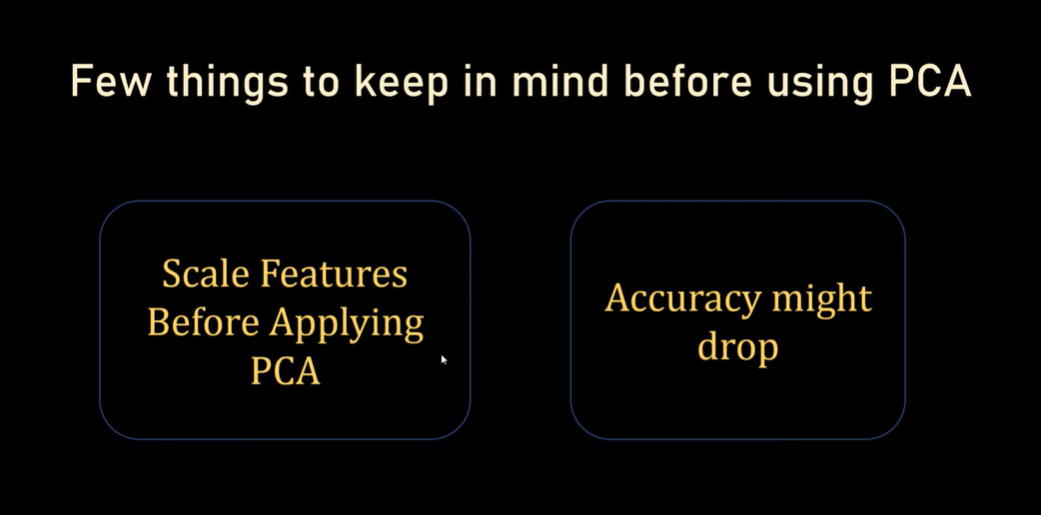 Few things to keep in mind before using PCA
Scale Features
Before Applying
PCA
Accuracy might
drop